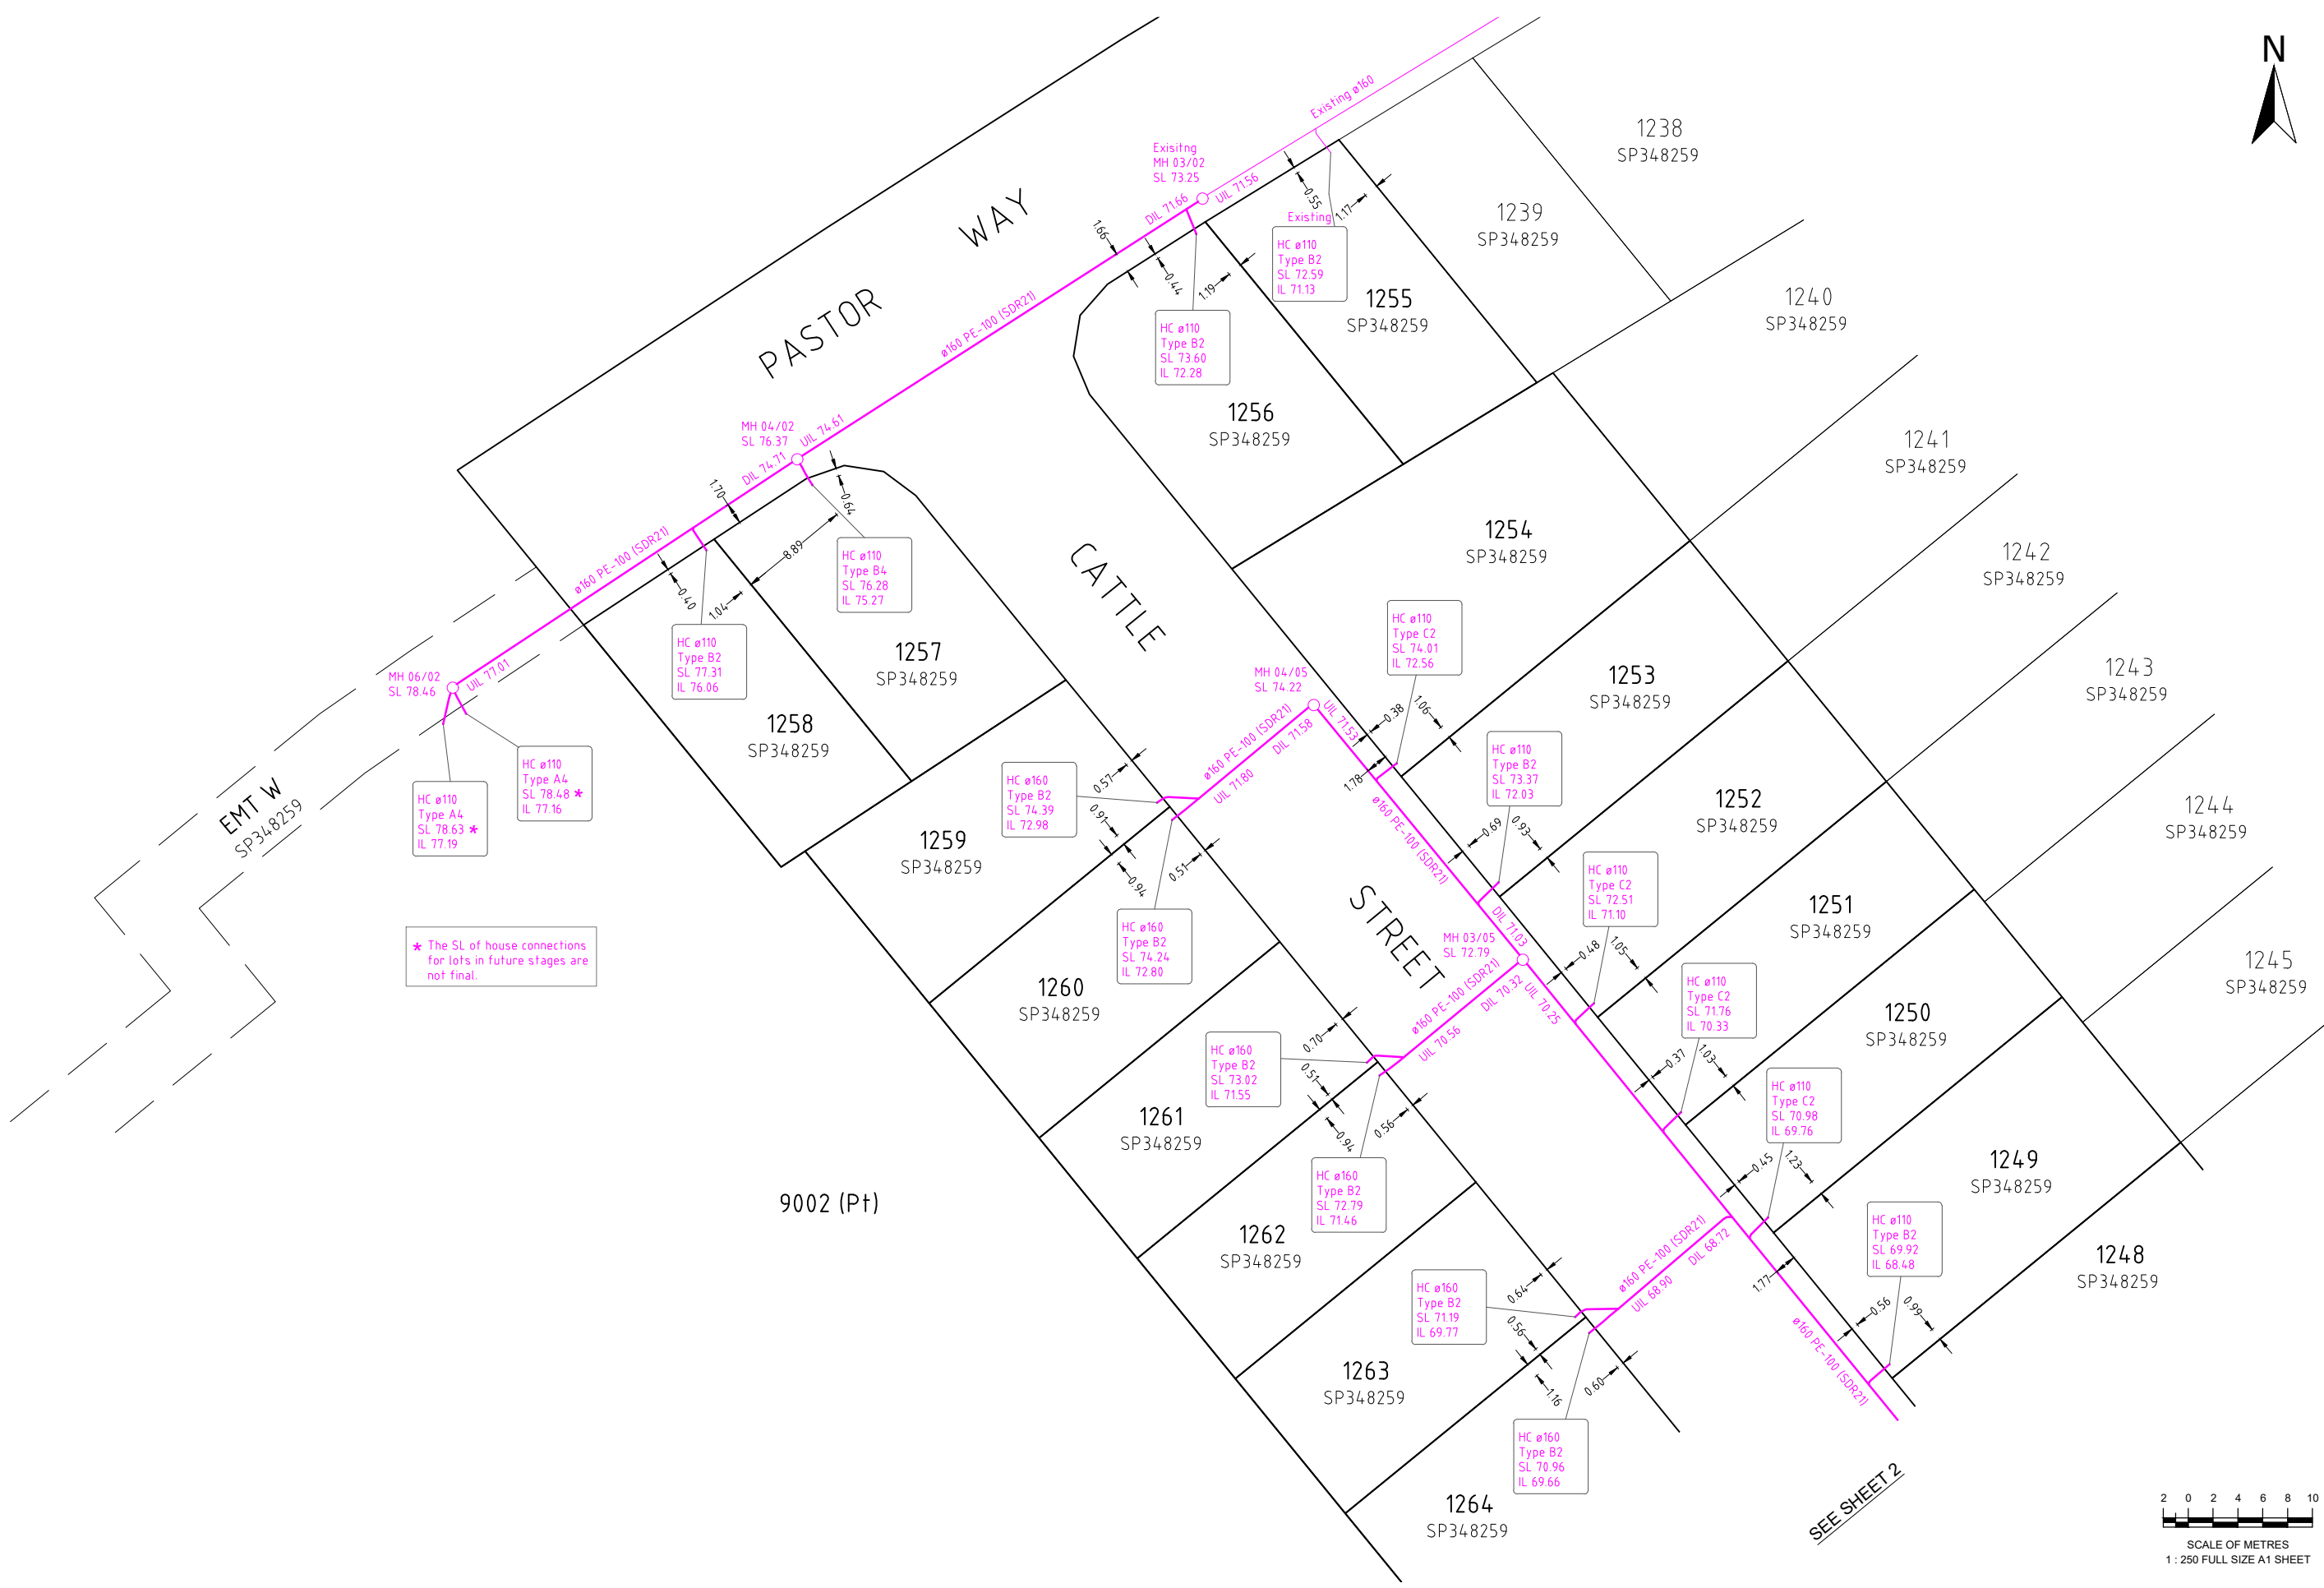 N
Existing ø160
Exisitng
MH 03/02
SL 73.25
DIL 71.66
UIL 71.56
1238
SP348259
1239
SP348259
PASTOR WAY
1.66
0.44
1.19
0.55
1.17
Existing
HC ø110
Type B2
SL 72.59
IL 71.13
HC ø110
Type B2
SL 73.60
IL 72.28
1255
SP348259
1240
SP348259
ø160 PE-100 (SDR21)
1256
SP348259
1241
SP348259
MH 04/02
SL 76.37
UIL 74.61
DIL 74.71
1.70
0.64
8.89
HC ø110
Type B4
SL 76.28
IL 75.27
ø160 PE-100 (SDR21)
0.40
1.04
HC ø110
Type B2
SL 77.31
IL 76.06
1254
SP348259
1242
SP348259
CATTLE STREET
1257
SP348259
1258
SP348259
MH 06/02
SL 78.46
UIL 77.01
HC ø110
Type A4
SL 78.48 *
IL 77.16
HC ø110
Type A4
SL 78.63 *
IL 77.19
EMT W
SP348259
* The SL of house connections
for lots in future stages are
not final.
HC ø110
Type C2
SL 74.01
IL 72.56
1253
SP348259
1243
SP348259
MH 04/05
SL 74.22
UIL 71.53
DIL 71.58
ø160 PE-100 (SDR21)
UIL 71.80
0.38
1.06
1.78
HC ø110
Type B2
SL 73.37
IL 72.03
0.57
HC ø160
Type B2
SL 74.39
IL 72.98
0.91
0.94
0.51
1259
SP348259
1252
SP348259
1244
SP348259
ø160 PE-100 (SDR21)
0.69
0.93
HC ø110
Type C2
SL 72.51
IL 71.10
HC ø160
Type B2
SL 74.24
IL 72.80
1251
SP348259
1245
SP348259
DIL 71.03
MH 03/05
SL 72.79
DIL 70.32
UIL 70.25
ø160 PE-100 (SDR21)
UIL 70.56
0.48
1.05
HC ø110
Type C2
SL 71.76
IL 70.33
1260
SP348259
1250
SP348259
0.70
HC ø160
Type B2
SL 73.02
IL 71.55
0.51
0.94
0.56
0.37
1.03
HC ø110
Type C2
SL 70.98
IL 69.76
1261
SP348259
1249
SP348259
HC ø160
Type B2
SL 72.79
IL 71.46
9002 (Pt)
0.45
1.23
HC ø110
Type B2
SL 69.92
IL 68.48
1262
SP348259
1248
SP348259
ø160 PE-100 (SDR21)
DIL 68.72
UIL 68.90
1.77
0.64
HC ø160
Type B2
SL 71.19
IL 69.77
0.56
1.16
0.60
0.56
0.99
ø160 PE-100 (SDR21)
1263
SP348259
HC ø160
Type B2
SL 70.96
IL 69.66
1264
SP348259
SEE SHEET 2
2 0 2 4 6 8 10
SCALE OF METRES
1 : 250 FULL SIZE A1 SHEET